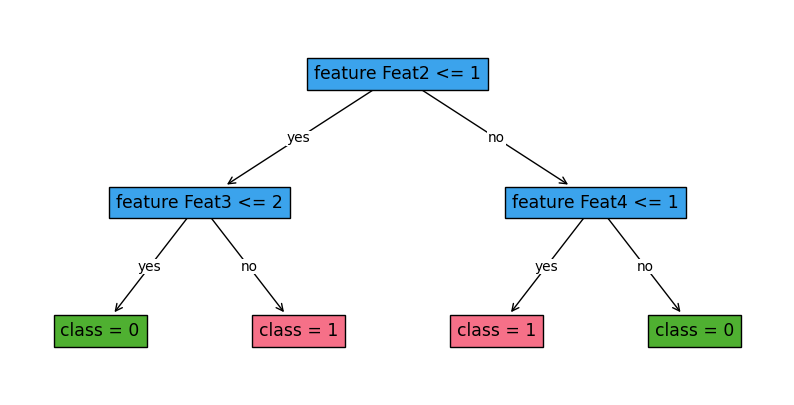 feature Feat2 <= 1
yes
no
feature Feat3 <= 2
feature Feat4 <= 1
yes
no
yes
no
class = 0
class = 1
class = 1
class = 0